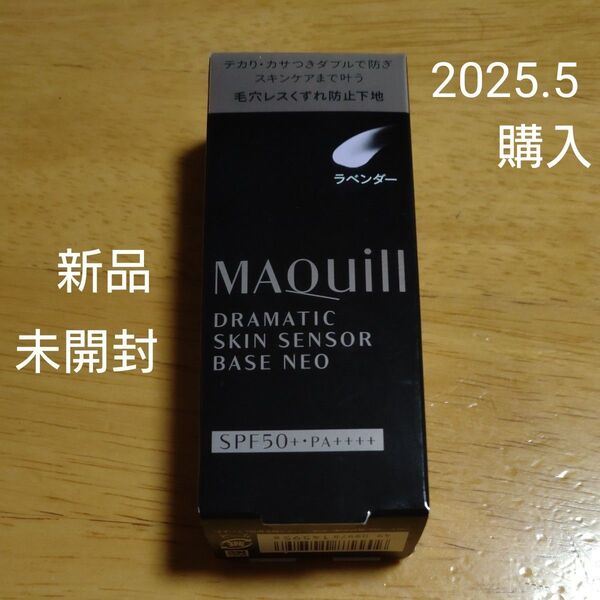 テカリ・カサつきダブルで防ぎ
スキンケアまで叶う
毛穴レスくずれ防止下地
2025.5
購入
ラベンダー
新品
未開封
MAQuill
DRAMATIC
SKIN SENSOR
BASE NEO
SPF50+・PA++++